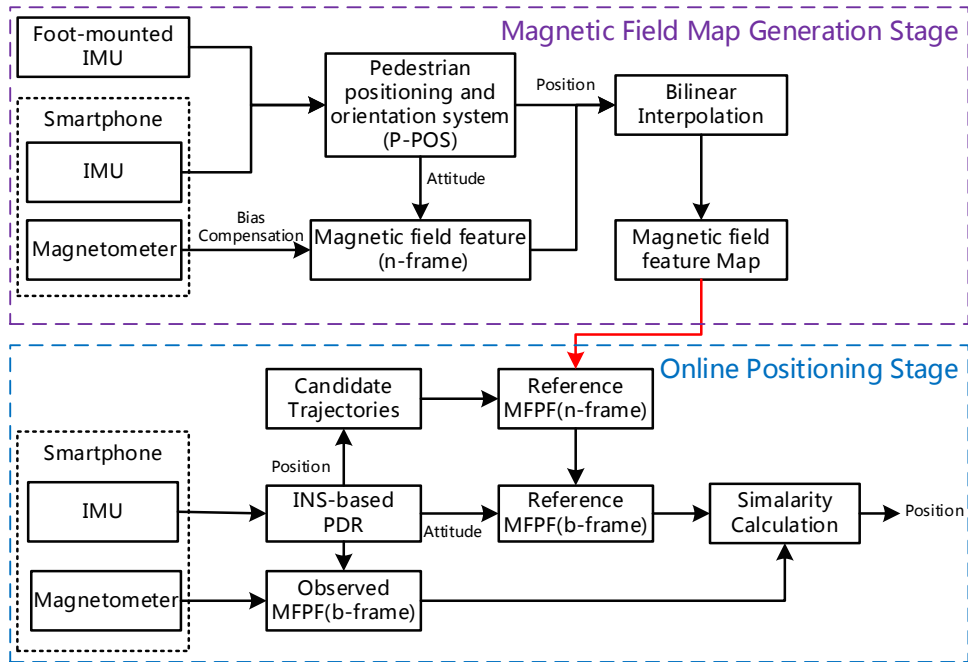 Magnetic Field Map Generation Stage
Foot-mounted
IMU
Smartphone
IMU
Magnetometer
Bias
Compensation
Pedestrian
positioning and
orientation system
(P-POS)
Attitude
Magnetic field feature
(n-frame)
Position
Bilinear
Interpolation
Magnetic field
feature Map
Online Positioning Stage
Candidate
Trajectories
Reference
MFPF(n-frame)
Smartphone
IMU
Magnetometer
Position
INS-based
PDR
Attitude
Reference
MFPF(b-frame)
Observed
MFPF(b-frame)
Simalarity
Calculation
Position